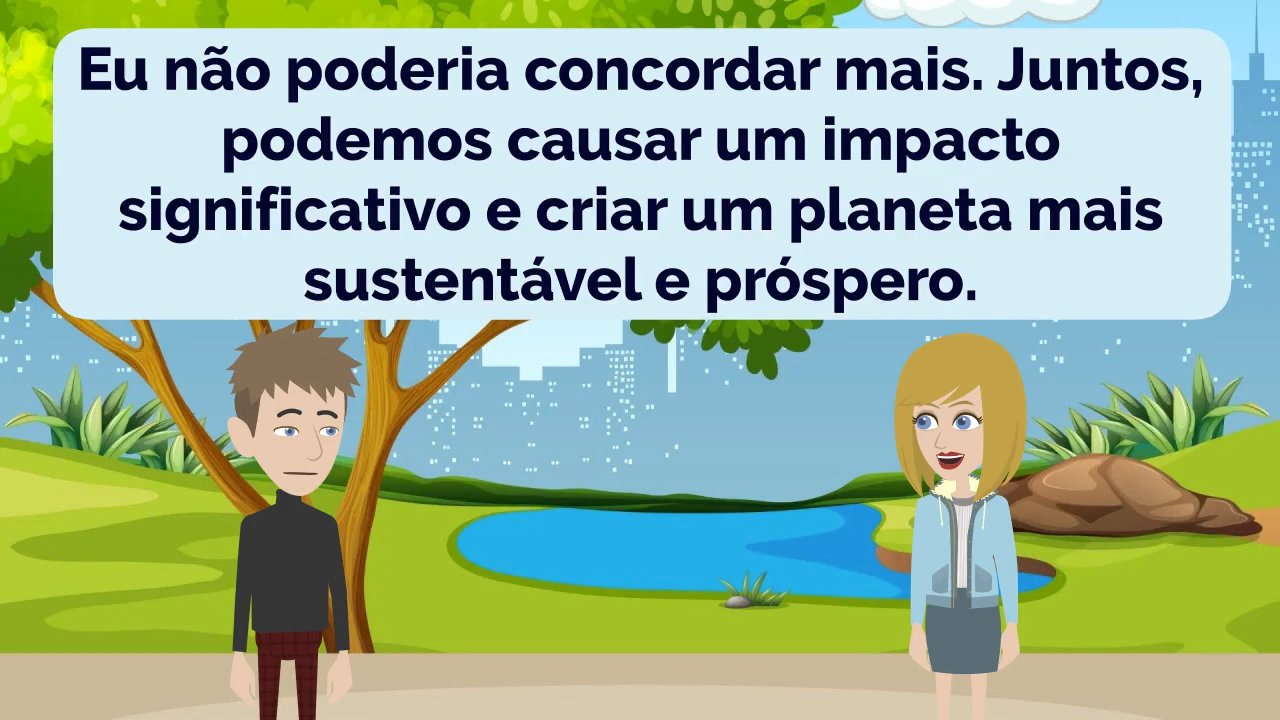 Eu não poderia concordar mais. Juntos,
podemos causar um impacto
significativo e criar um planeta mais
sustentável e próspero.